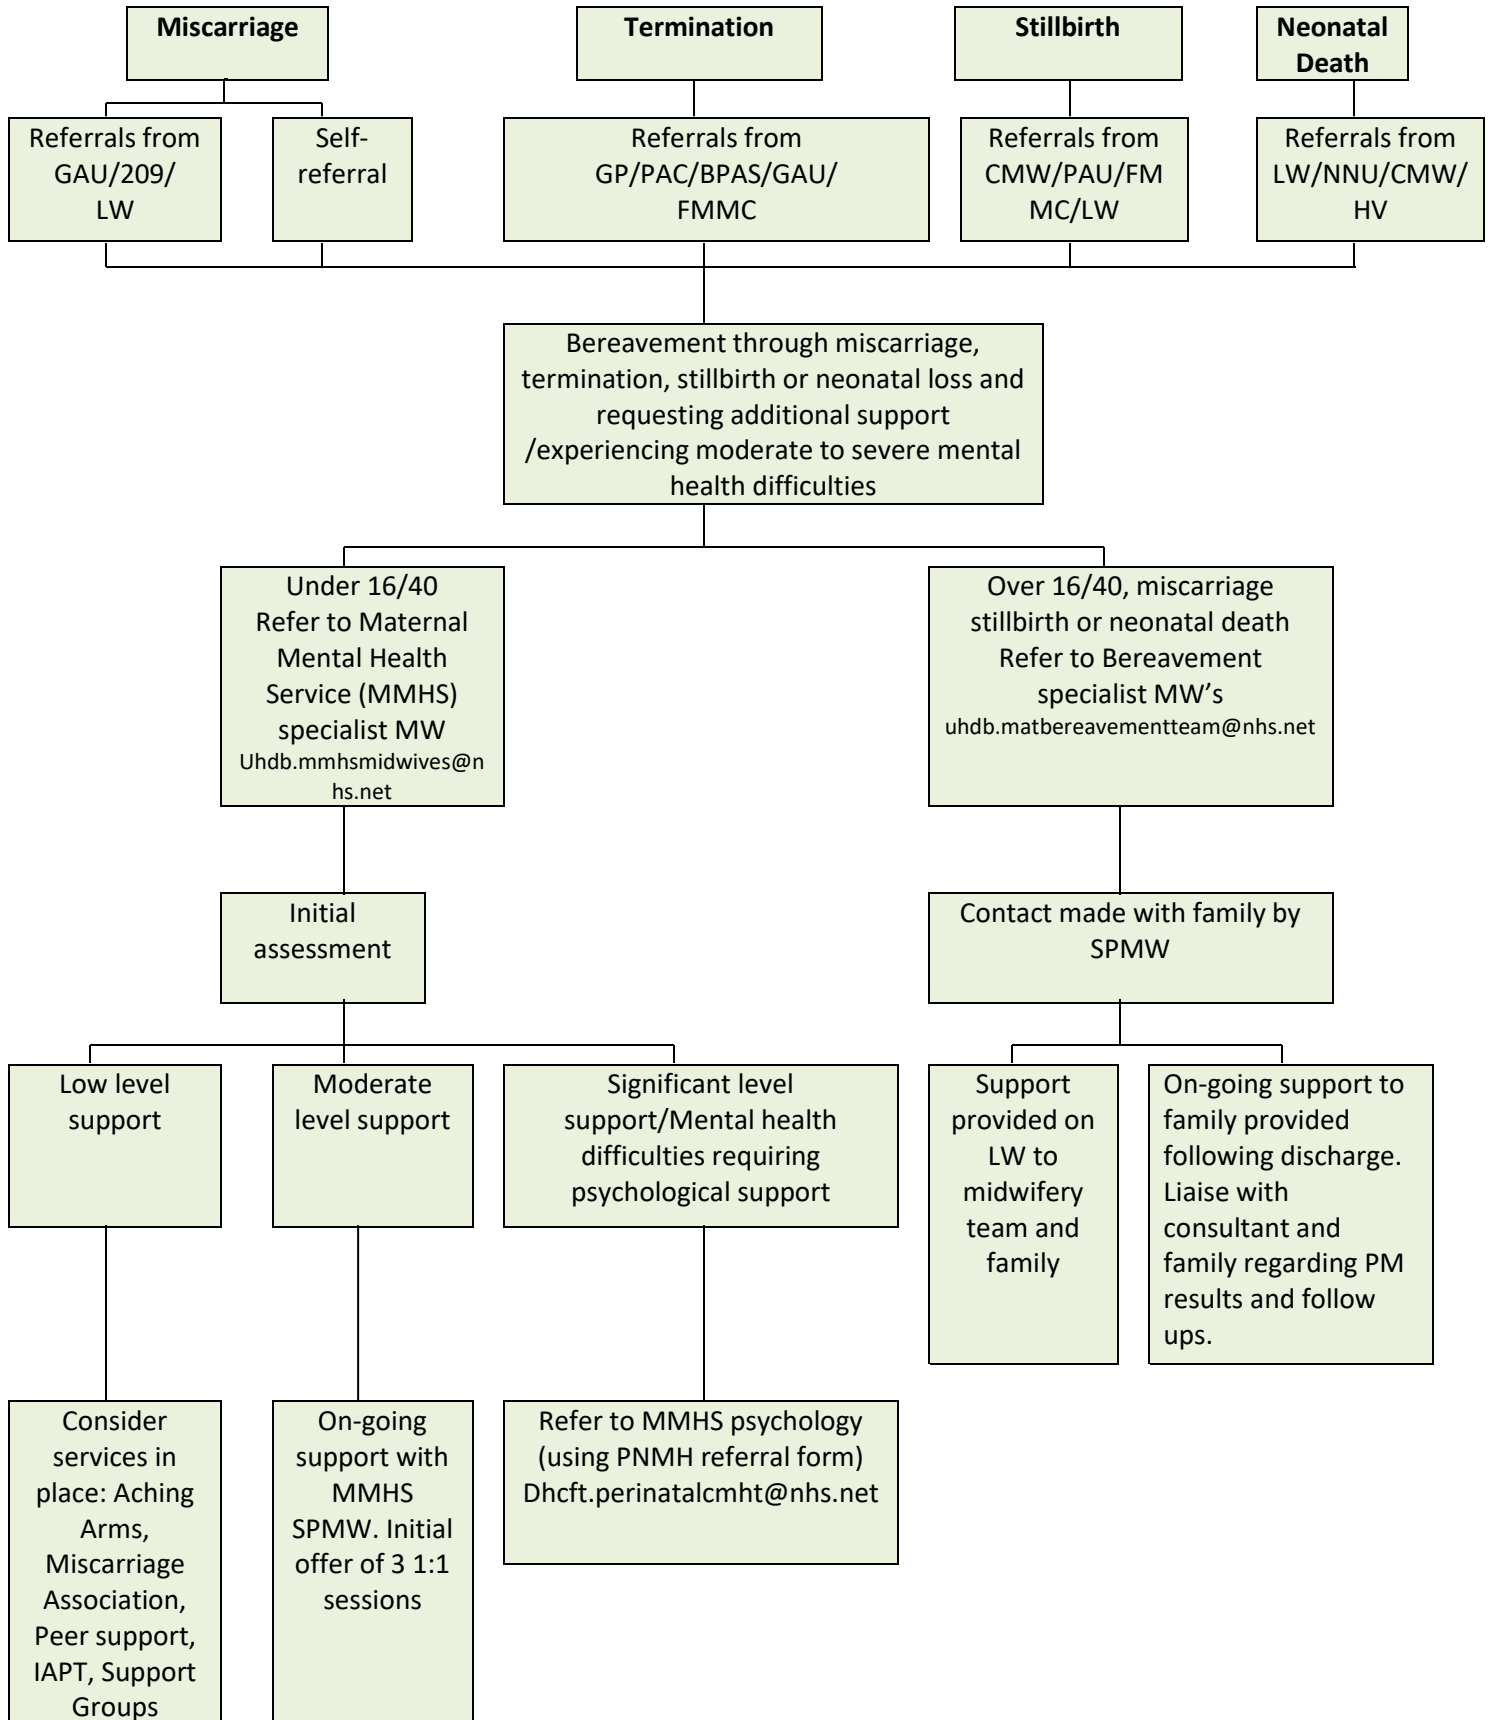 Miscarriage
Termination
Stillbirth
Neonatal
Death
Referrals from
GAU/209/
LW
Self-
referral
Referrals from
GP/PAC/BPAS/GAU/
FMMC
Referrals from
CMW/PAU/FM
MC/LW
Referrals from
LW/NNU/CMW/
HV
Bereavement through miscarriage,
termination, stillbirth or neonatal loss and
requesting additional support
/experiencing moderate to severe mental
health difficulties
Under 16/40
Refer to Maternal
Mental Health
Service (MMHS)
specialist MW
Uhdb.mmhsmidwives@n
hs.net
Over 16/40, miscarriage
stillbirth or neonatal death
Refer to Bereavement
specialist MW’s
uhdb.matbereavementteam@nhs.net
Initial
assessment
Contact made with family by
SPMW
Low level
support
Moderate
level support
Significant level
support/Mental health
difficulties requiring
psychological support
Support
provided on
LW to
midwifery
team and
family
On-going support to
family provided
following discharge.
Liaise with
consultant and
family regarding PM
results and follow
ups.
Consider
services in
place: Aching
Arms,
Miscarriage
Association,
Peer support,
IAPT, Support
Groups
On-going
support with
MMHS
SPMW. Initial
offer of 3 1:1
sessions
Refer to MMHS psychology
(using PNMH referral form)
Dhcft.perinatalcmht@nhs.net